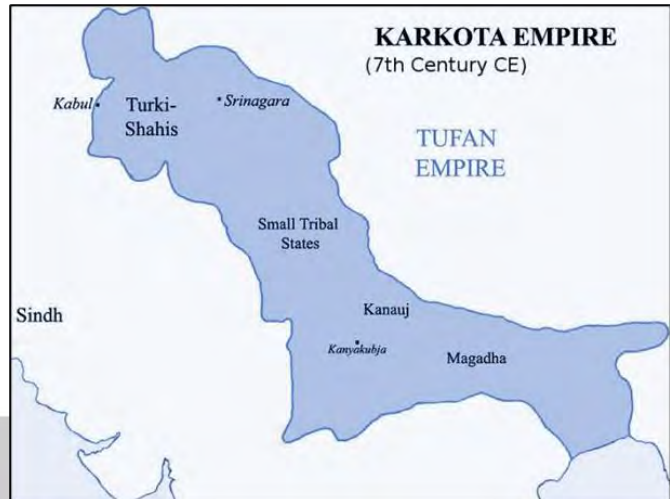 KARKOTA EMPIRE
(7th Century CE)
Kabul
Turki-
Shahis
Srinagara
TUFAN
EMPIRE
Small Tribal
States
Sindh
Kanauj
Kanyakubja
Magadha